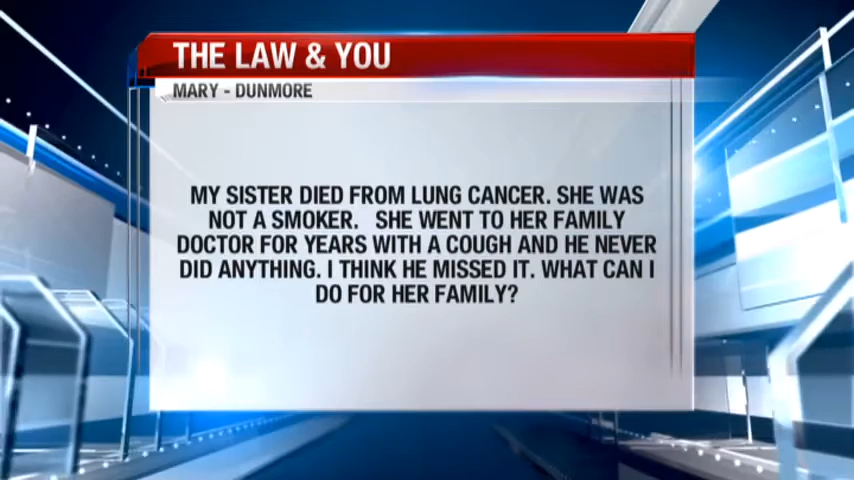 THE LAW & YOU
MARY - DUNMORE
MY SISTER DIED FROM LUNG CANCER. SHE WAS
NOT A SMOKER. SHE WENT TO HER FAMILY
DOCTOR FOR YEARS WITH A COUGH AND HE NEVER
DID ANYTHING. I THINK HE MISSED IT. WHAT CAN I
DO FOR HER FAMILY?